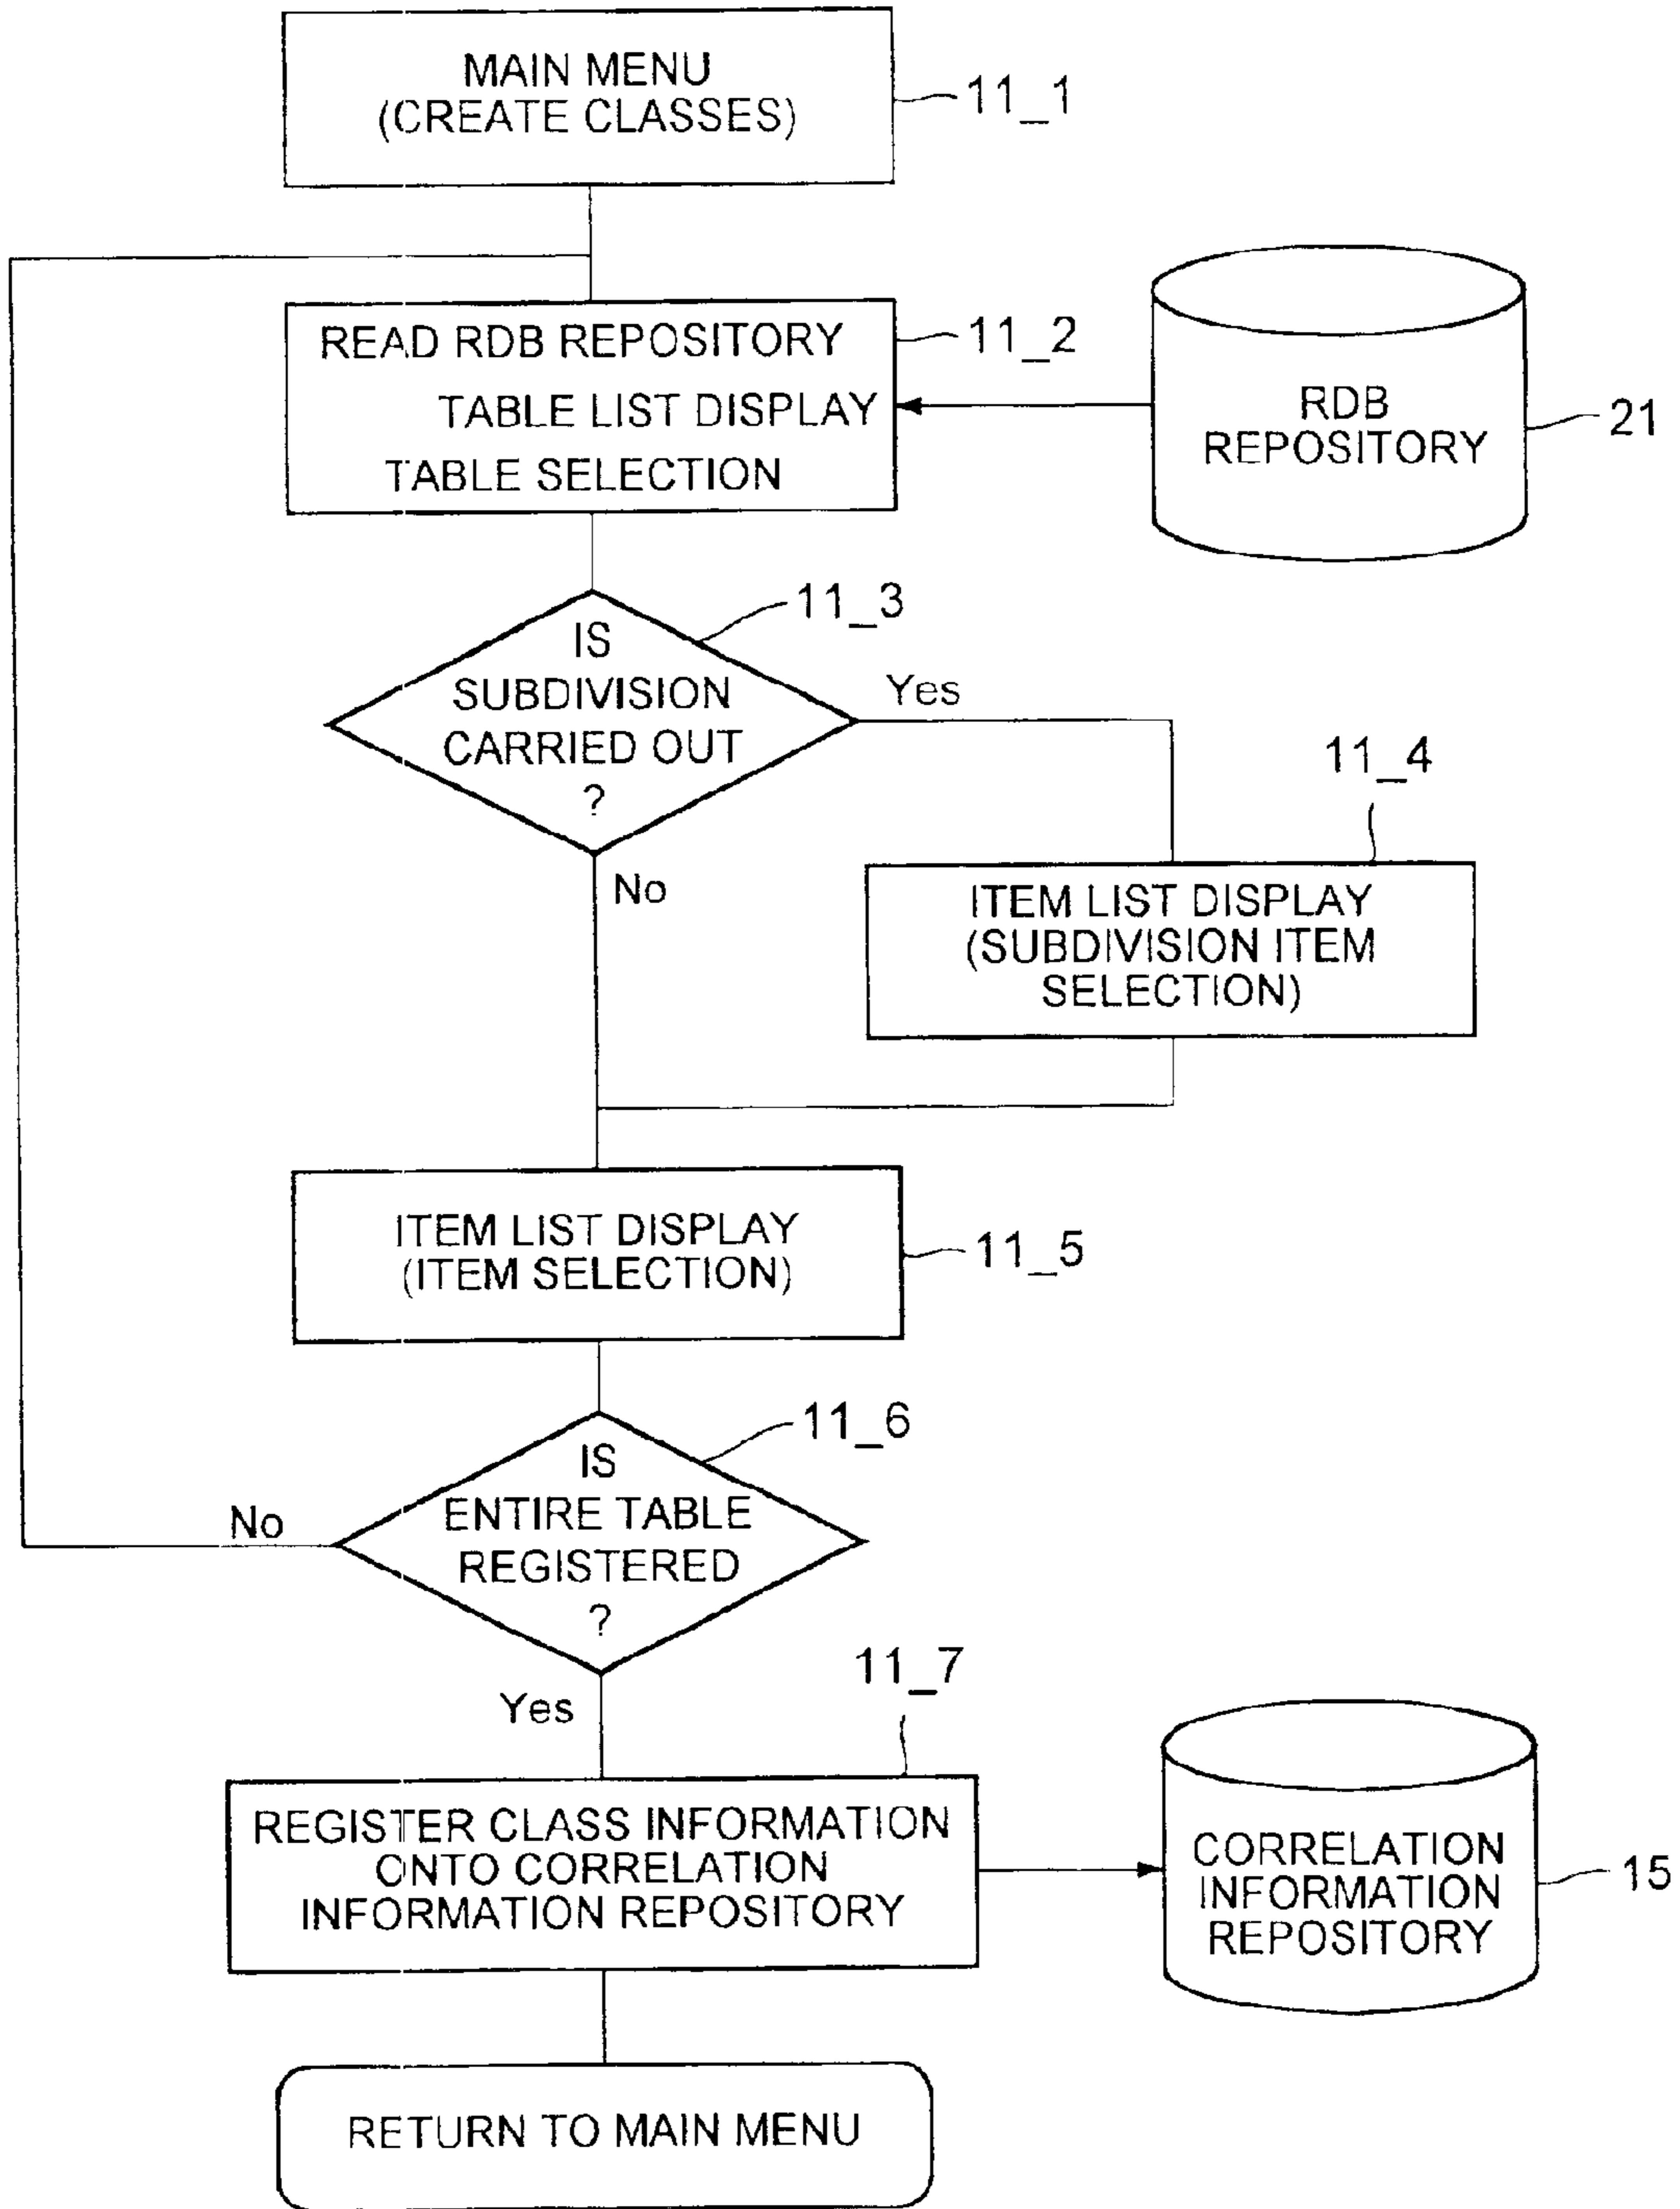 MAIN MENU
(CREATE CLASSES)
11_1
READ RDB REPOSITORY
TABLE LIST DISPLAY
TABLE SELECTION
11_2
RDB
REPOSITORY
21
IS
SUBDIVISION
CARRIED OUT
?
11_3
Yes
No
11_4
ITEM LIST DISPLAY
(SUBDIVISION ITEM
SELECTION)
ITEM LIST DISPLAY
(ITEM SELECTION)
11_5
IS
ENTIRE TABLE
REGISTERED
?
11_6
No
Yes
11_7
REGISTER CLASS INFORMATION
ONTO CORRELATION
INFORMATION REPOSITORY
CORRELATION
INFORMATION
REPOSITORY
15
RETURN TO MAIN MENU